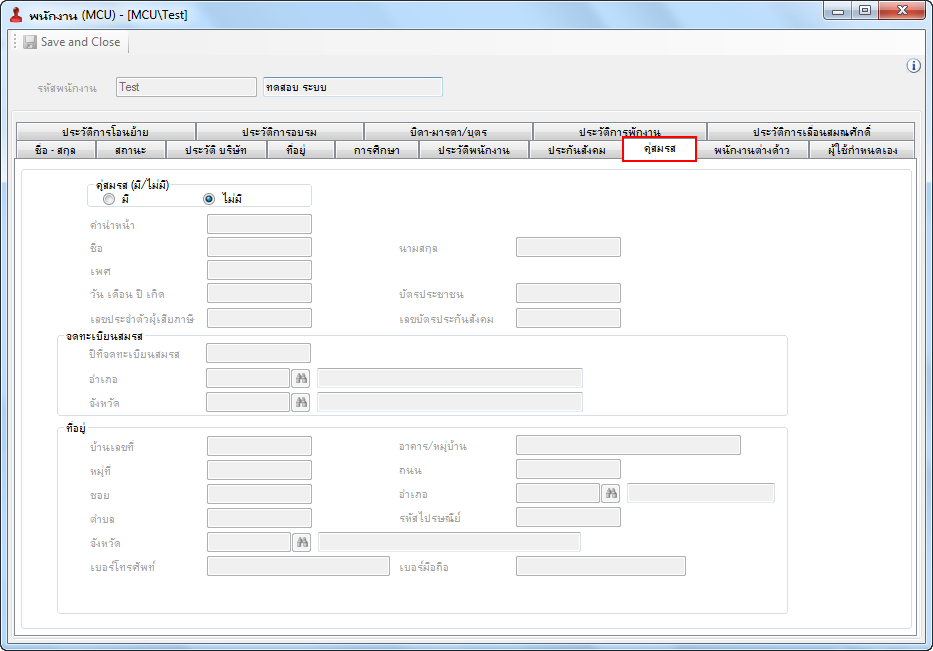 พนักงาน (MCU) - [MCU\Test]
Save and Close
รหัสพนักงาน Test ทดสอบ ระบบ
ประวัติการโอนย้าย ประวัติการอบรม บิดา-มารดา/บุตร ประวัติการพักงาน ประวัติการเลื่อนสมณศักดิ์
ชื่อ - สกุล สถานะ ประวัติ บริษัท ที่อยู่ การศึกษา ประวัติพนักงาน ประกันสังคม คู่สมรส พนักงานต่างด้าว ผู้ใช้กำหนดเอง
คู่สมรส (มี/ไม่มี)
มี ไม่มี
คำนำหน้า
ชื่อ นามสกุล
เพศ
วัน เดือน ปี เกิด บัตรประชาชน
เลขประจำตัวผู้เสียภาษี เลขบัตรประกันสังคม
จดทะเบียนสมรส
ปีที่จดทะเบียนสมรส
อำเภอ
จังหวัด
ที่อยู่
บ้านเลขที่ อาคาร/หมู่บ้าน
หมู่ที่ ถนน
ซอย อำเภอ
ตำบล รหัสไปรษณีย์
จังหวัด
เบอร์โทรศัพท์ เบอร์มือถือ